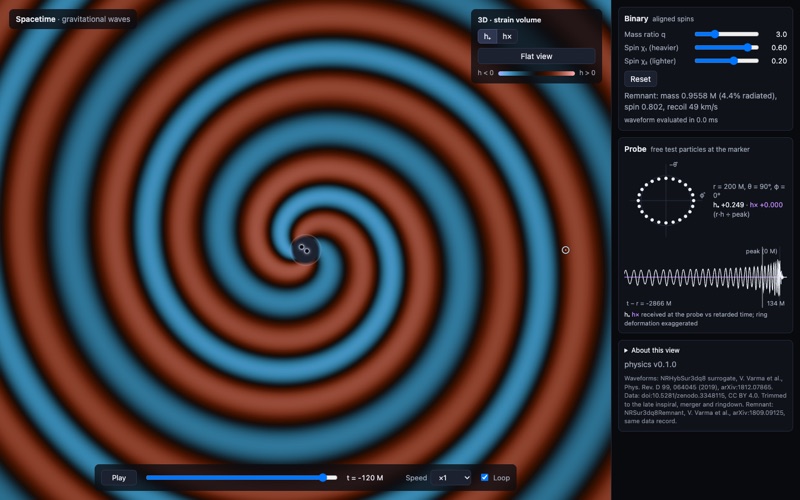 Spacetime · gravitational waves
3D · strain volume
h₊ h×
Flat view
h < 0 h > 0
Play t = −120 M Speed ×1 Loop
Binary aligned spins
Mass ratio q 3.0
Spin χ₁ (heavier) 0.60
Spin χ₂ (lighter) 0.20
Reset
Remnant: mass 0.9558 M (4.4% radiated),
spin 0.802, recoil 49 km/s
waveform evaluated in 0.0 ms
Probe free test particles at the marker
−θ̂
φ̂
r = 200 M, θ = 90°, φ =
0°
h₊ +0.249 · h× +0.000
(r·h ÷ peak)
peak (0 M)
t − r = −2866 M 134 M
h₊ h× received at the probe vs retarded time; ring
deformation exaggerated
▸ About this view
physics v0.1.0
Waveforms: NRHybSur3dq8 surrogate, V. Varma et al.,
Phys. Rev. D 99, 064045 (2019), arXiv:1812.07865.
Data: doi:10.5281/zenodo.3348115, CC BY 4.0. Trimmed
to the late inspiral, merger and ringdown. Remnant:
NRSur3dq8Remnant, V. Varma et al., arXiv:1809.09125,
same data record.